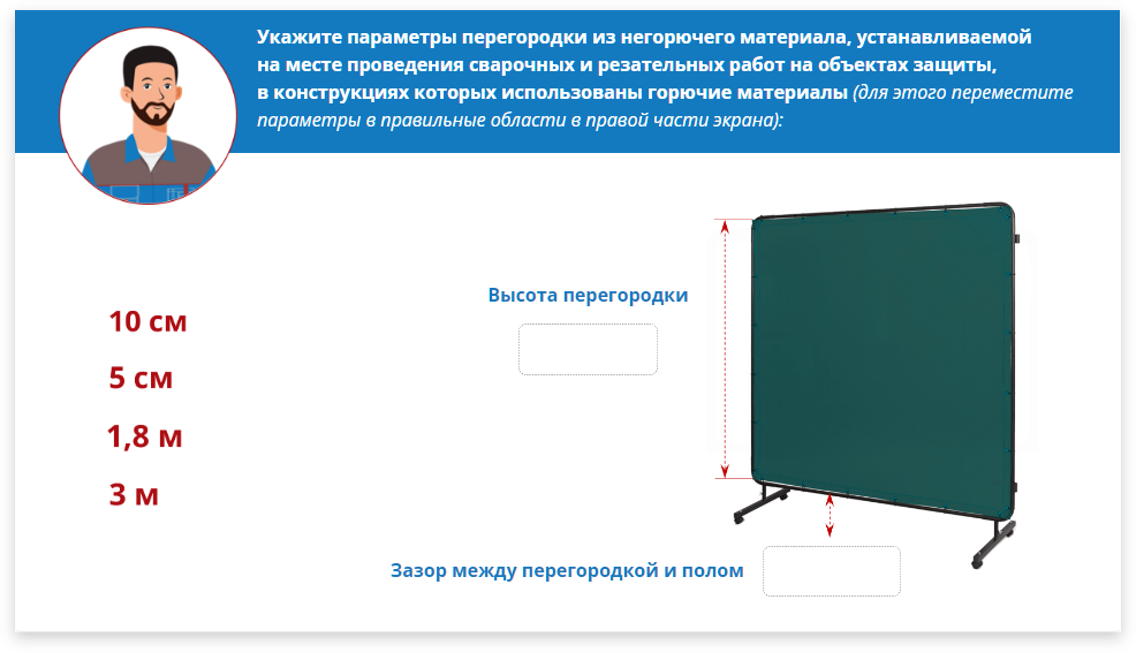 Укажите параметры перегородки из негорючего материала, устанавливаемой
на месте проведения сварочных и резательных работ на объектах защиты,
в конструкциях которых использованы горючие материалы (для этого переместите
параметры в правильные области в правой части экрана):
Высота перегородки
10 см
5 см
1,8 м
3 м
Зазор между перегородкой и полом